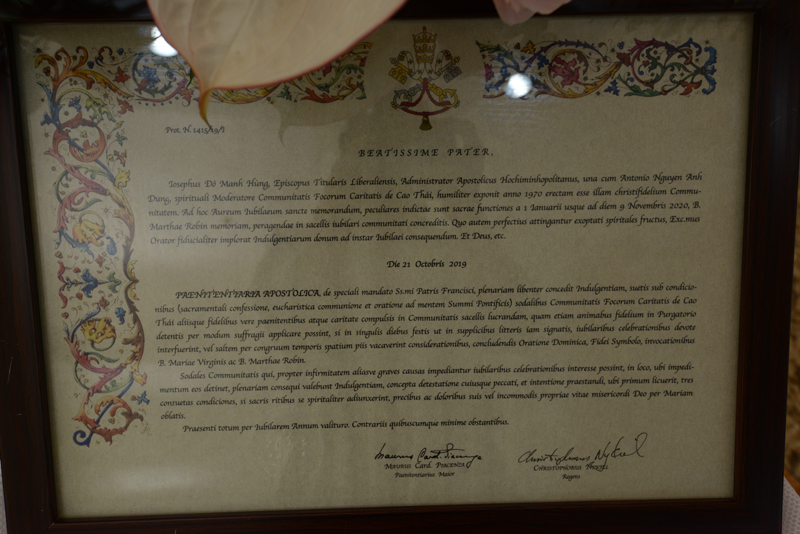 Prot. N. 1415/19/I
BEATISSIME PATER,
Iosephus Đỗ Manh Hùng, Episcopus Titularis Liberaliensis, Administrator Apostolicus Hochiminhopolitanus, una cum Antonio Nguyen Anh
Dung, spirituali Moderatore Communitatis Focorum Caritatis de Cao Thái, humiliter exponit anno 1970 erectam esse illam christifidelium Commu-
nitatem. Ad hoc Aureum Iubilaeum sancte memorandum, peculiares indictae sunt sacrae functiones a 1 Ianuarii usque ad diem 9 Novembris 2020, B.
Marthae Robin memoriam, peragendae in sacellis iubilari communitati concreditis. Quo autem perfectius attingantur exoptati spiritales fructus, Exc.mus
Orator fiducialiter implorat Indulgentiarum donum ad instar Iubilaei consequendum. Et Deus, etc.
Die 21 Octobris 2019
PAENITENTIARIA APOSTOLICA, de speciali mandato Ss.mi Patris Francisci, plenariam libenter concedit Indulgentiam, suetis sub condicio-
nibus (sacramentali confessione, eucharistica communione et oratione ad mentem Summi Pontificis) sodalibus Communitatis Focorum Caritatis de Cao
Thái aliisque fidelibus vere paenitentibus atque caritate compulsis in Communitatis sacellis lucrandam, quam etiam animabus fidelium in Purgatorio
detentis per modum suffragii applicare possint, si in singulis diebus festis ut in supplicibus litteris iam signatis, iubilaribus celebrationibus devote
interfuerint, vel saltem per congruum temporis spatium piis vacaverint considerationibus, concludendis Oratione Dominica, Fidei Symbolo, invocationibus
B. Mariae Virginis ac B. Marthae Robin.
Sodales Communitatis qui, propter infirmitatem aliasve graves causas impediantur iubilaribus celebrationibus interesse possint, in loco, ubi impedi-
mentum eos detinet, plenariam consequi valebunt Indulgentiam, concepta detestatione cuiusque peccati, et intentione praestandi, ubi primum licuerit, tres
consuetas condiciones, si sacris ritibus se spiritaliter adiunxerint, precibus ac doloribus suis vel incommodis propriae vitae misericordi Deo per Mariam
oblatis.
Praesenti totum per Iubilarem Annum valituro. Contrariis quibuscumque minime obstantibus.
Maurus Card. Piacenza
Paenitentiarius Maior
Christophorus Nykiel
Regens